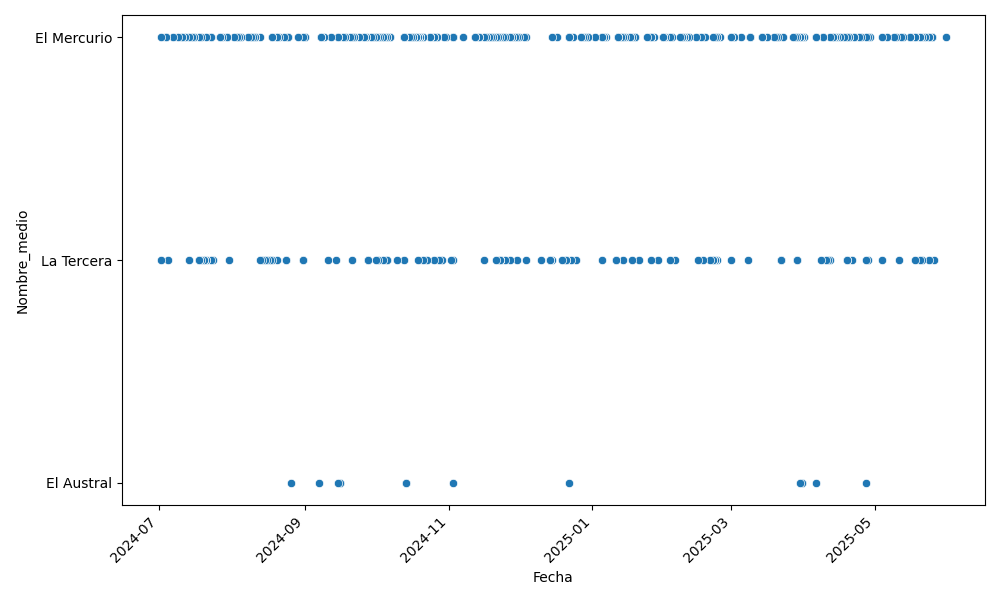 Nombre_medio
El Mercurio
La Tercera
El Austral
2024-07
2024-09
2024-11
2025-01
2025-03
2025-05
Fecha